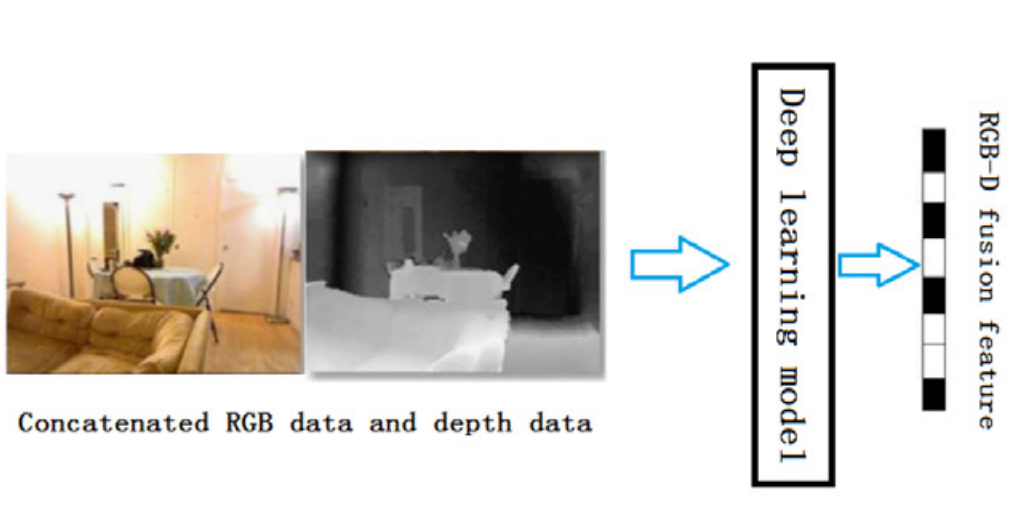 Concatenated RGB data and depth data
Deep learning model
RGB-D fusion feature